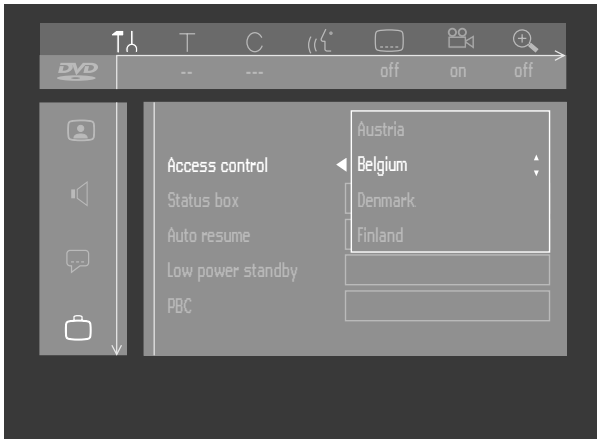 T C
DVD -- --- off on off
Austria
Access control Belgium
Status box Denmark
Auto resume Finland
Low power standby
PBC